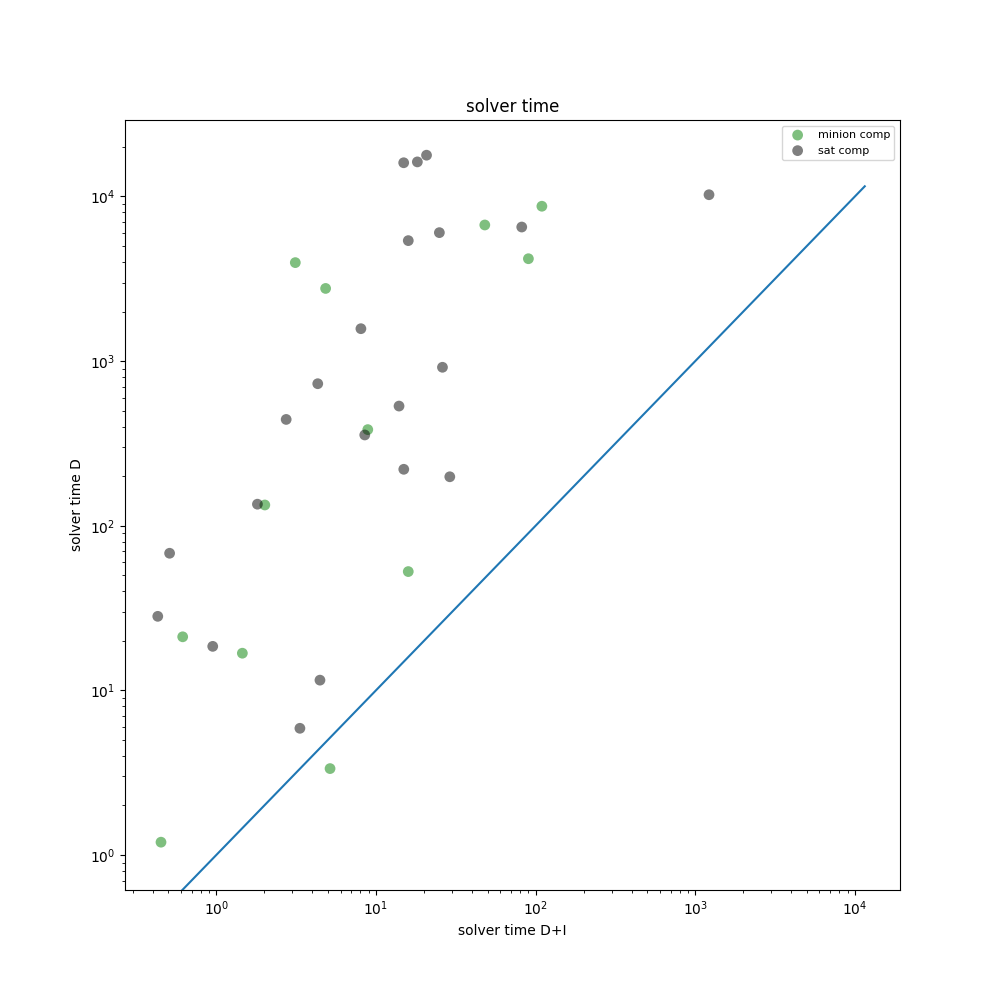 solver time
minion comp
sat comp
solver time D
10^4
10^3
10^2
10^1
10^0
10^0 10^1 10^2 10^3 10^4
solver time D+I